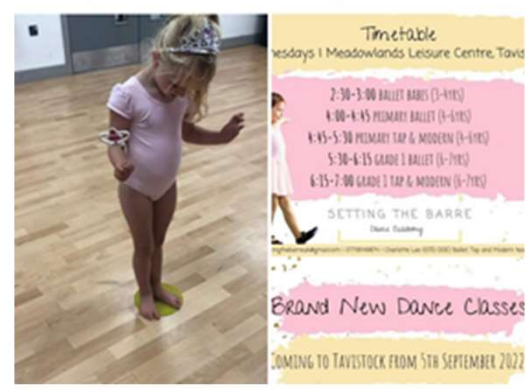 Timetable
esdays | Meadowlands Leisure Centre, Tavis
2:30-3:00 BALLET BABES (3-4YRS)
4:00-4:45 PRIMARY BALLET (4-6YRS)
4:45-5:30 PRIMARY TAP & MODERN (4-6YRS)
5:30-6:15 GRADE 1 BALLET (6-7YRS)
6:15-7:00 GRADE 1 TAP & MODERN (6-7YRS)
SETTING THE BARRE
Dance Academy
Brand New Dance Classes
COMING TO TAVISTOCK FROM 5TH SEPTEMBER 2022